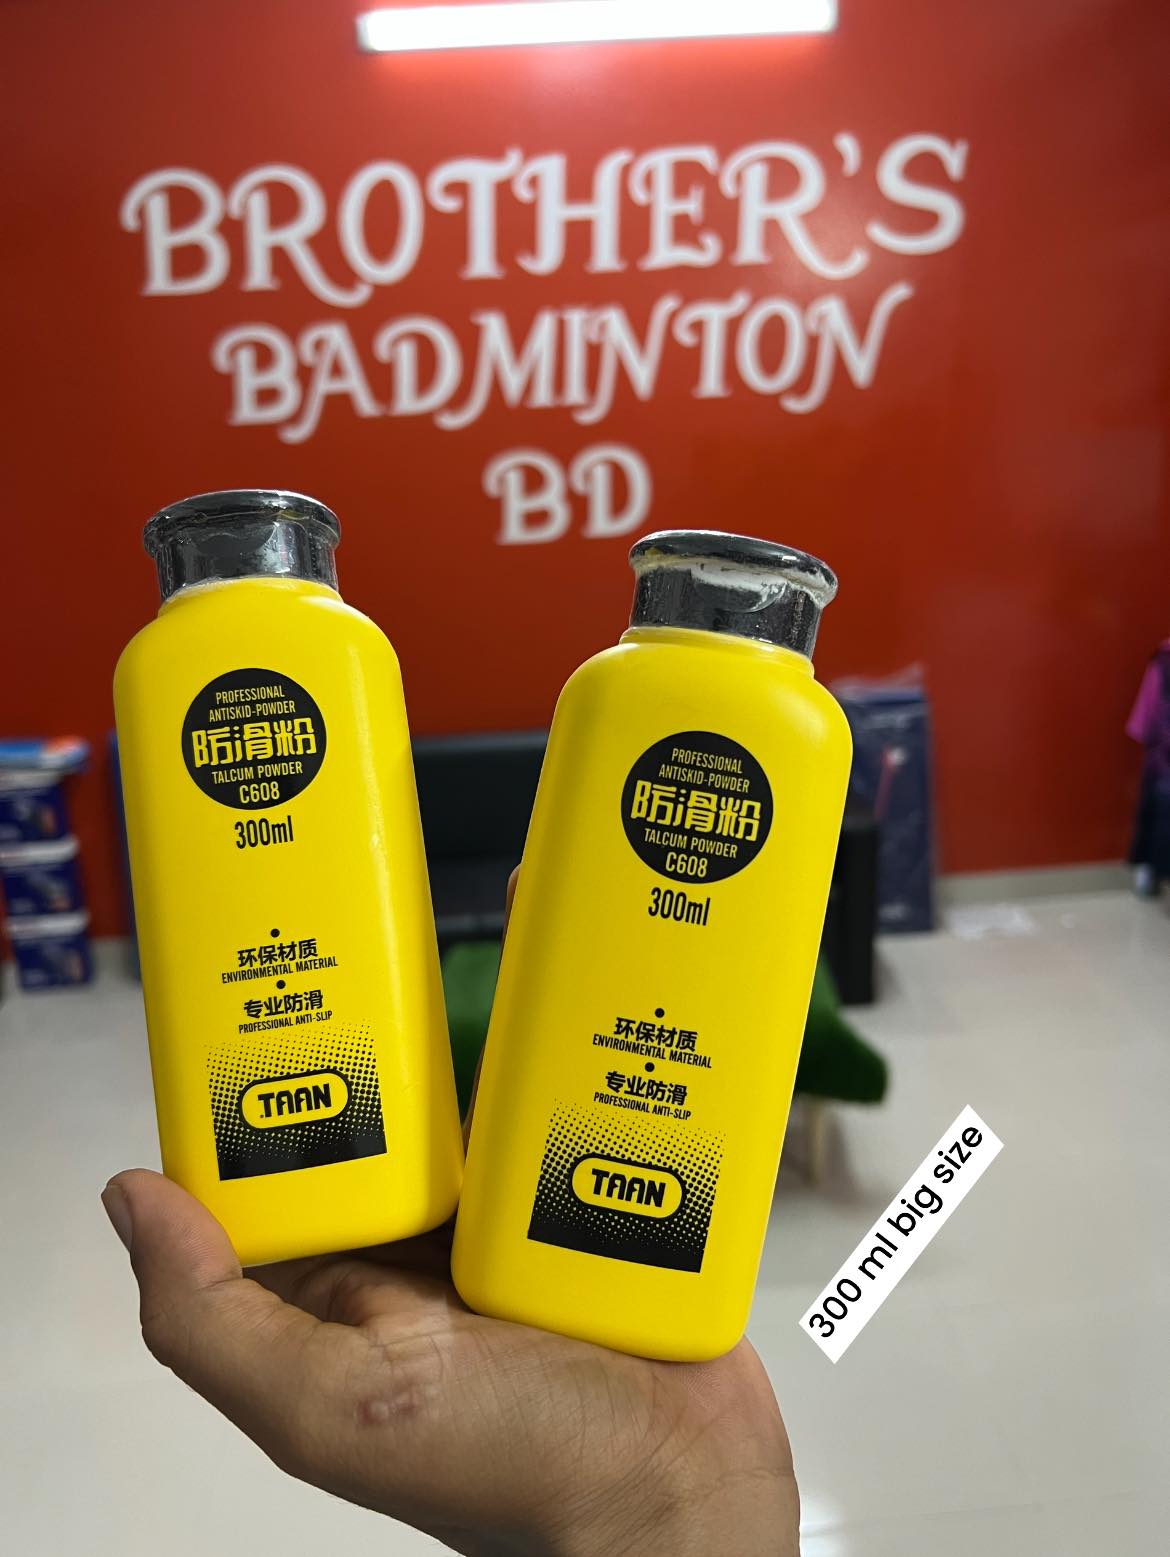 BROTHER'S
BADMINTON
BD
PROFESSIONAL
ANTISKID-POWDER
防滑粉
TALCUM POWDER
C608
300ml
环保材质
ENVIRONMENTAL MATERIAL
专业防滑
PROFESSIONAL ANTI-SLIP
TAAN
PROFESSIONAL
ANTISKID-POWDER
防滑粉
TALCUM POWDER
C608
300ml
环保材质
ENVIRONMENTAL MATERIAL
专业防滑
PROFESSIONAL ANTI-SLIP
TAAN
300 ml big size